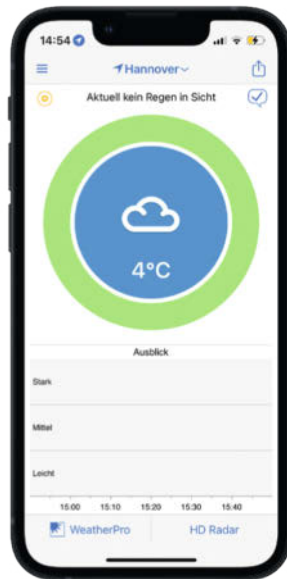 14:54
Hannover
Aktuell kein Regen in Sicht
4°C
Ausblick
Stark
Mittel
Leicht
15:00 15:10 15:20 15:30 15:40
WeatherPro HD Radar